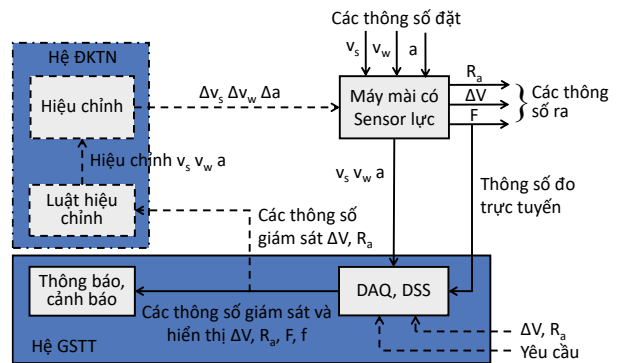 Các thông số đặt
Hệ ĐKTN
vs vw a
Hiệu chỉnh
Δvs Δvw Δa
Máy mài có
Sensor lực
Ra
ΔV
F
Các thông
số ra
Hiệu chỉnh vs vw a
vs vw a
Luật hiệu
chỉnh
Thông số đo
trực tuyến
Các thông số
giám sát ΔV, Ra
Thông báo,
cảnh báo
DAQ, DSS
Các thông số giám sát và
hiển thị ΔV, Ra, F, f
Hệ GSTT
ΔV, Ra
Yêu cầu